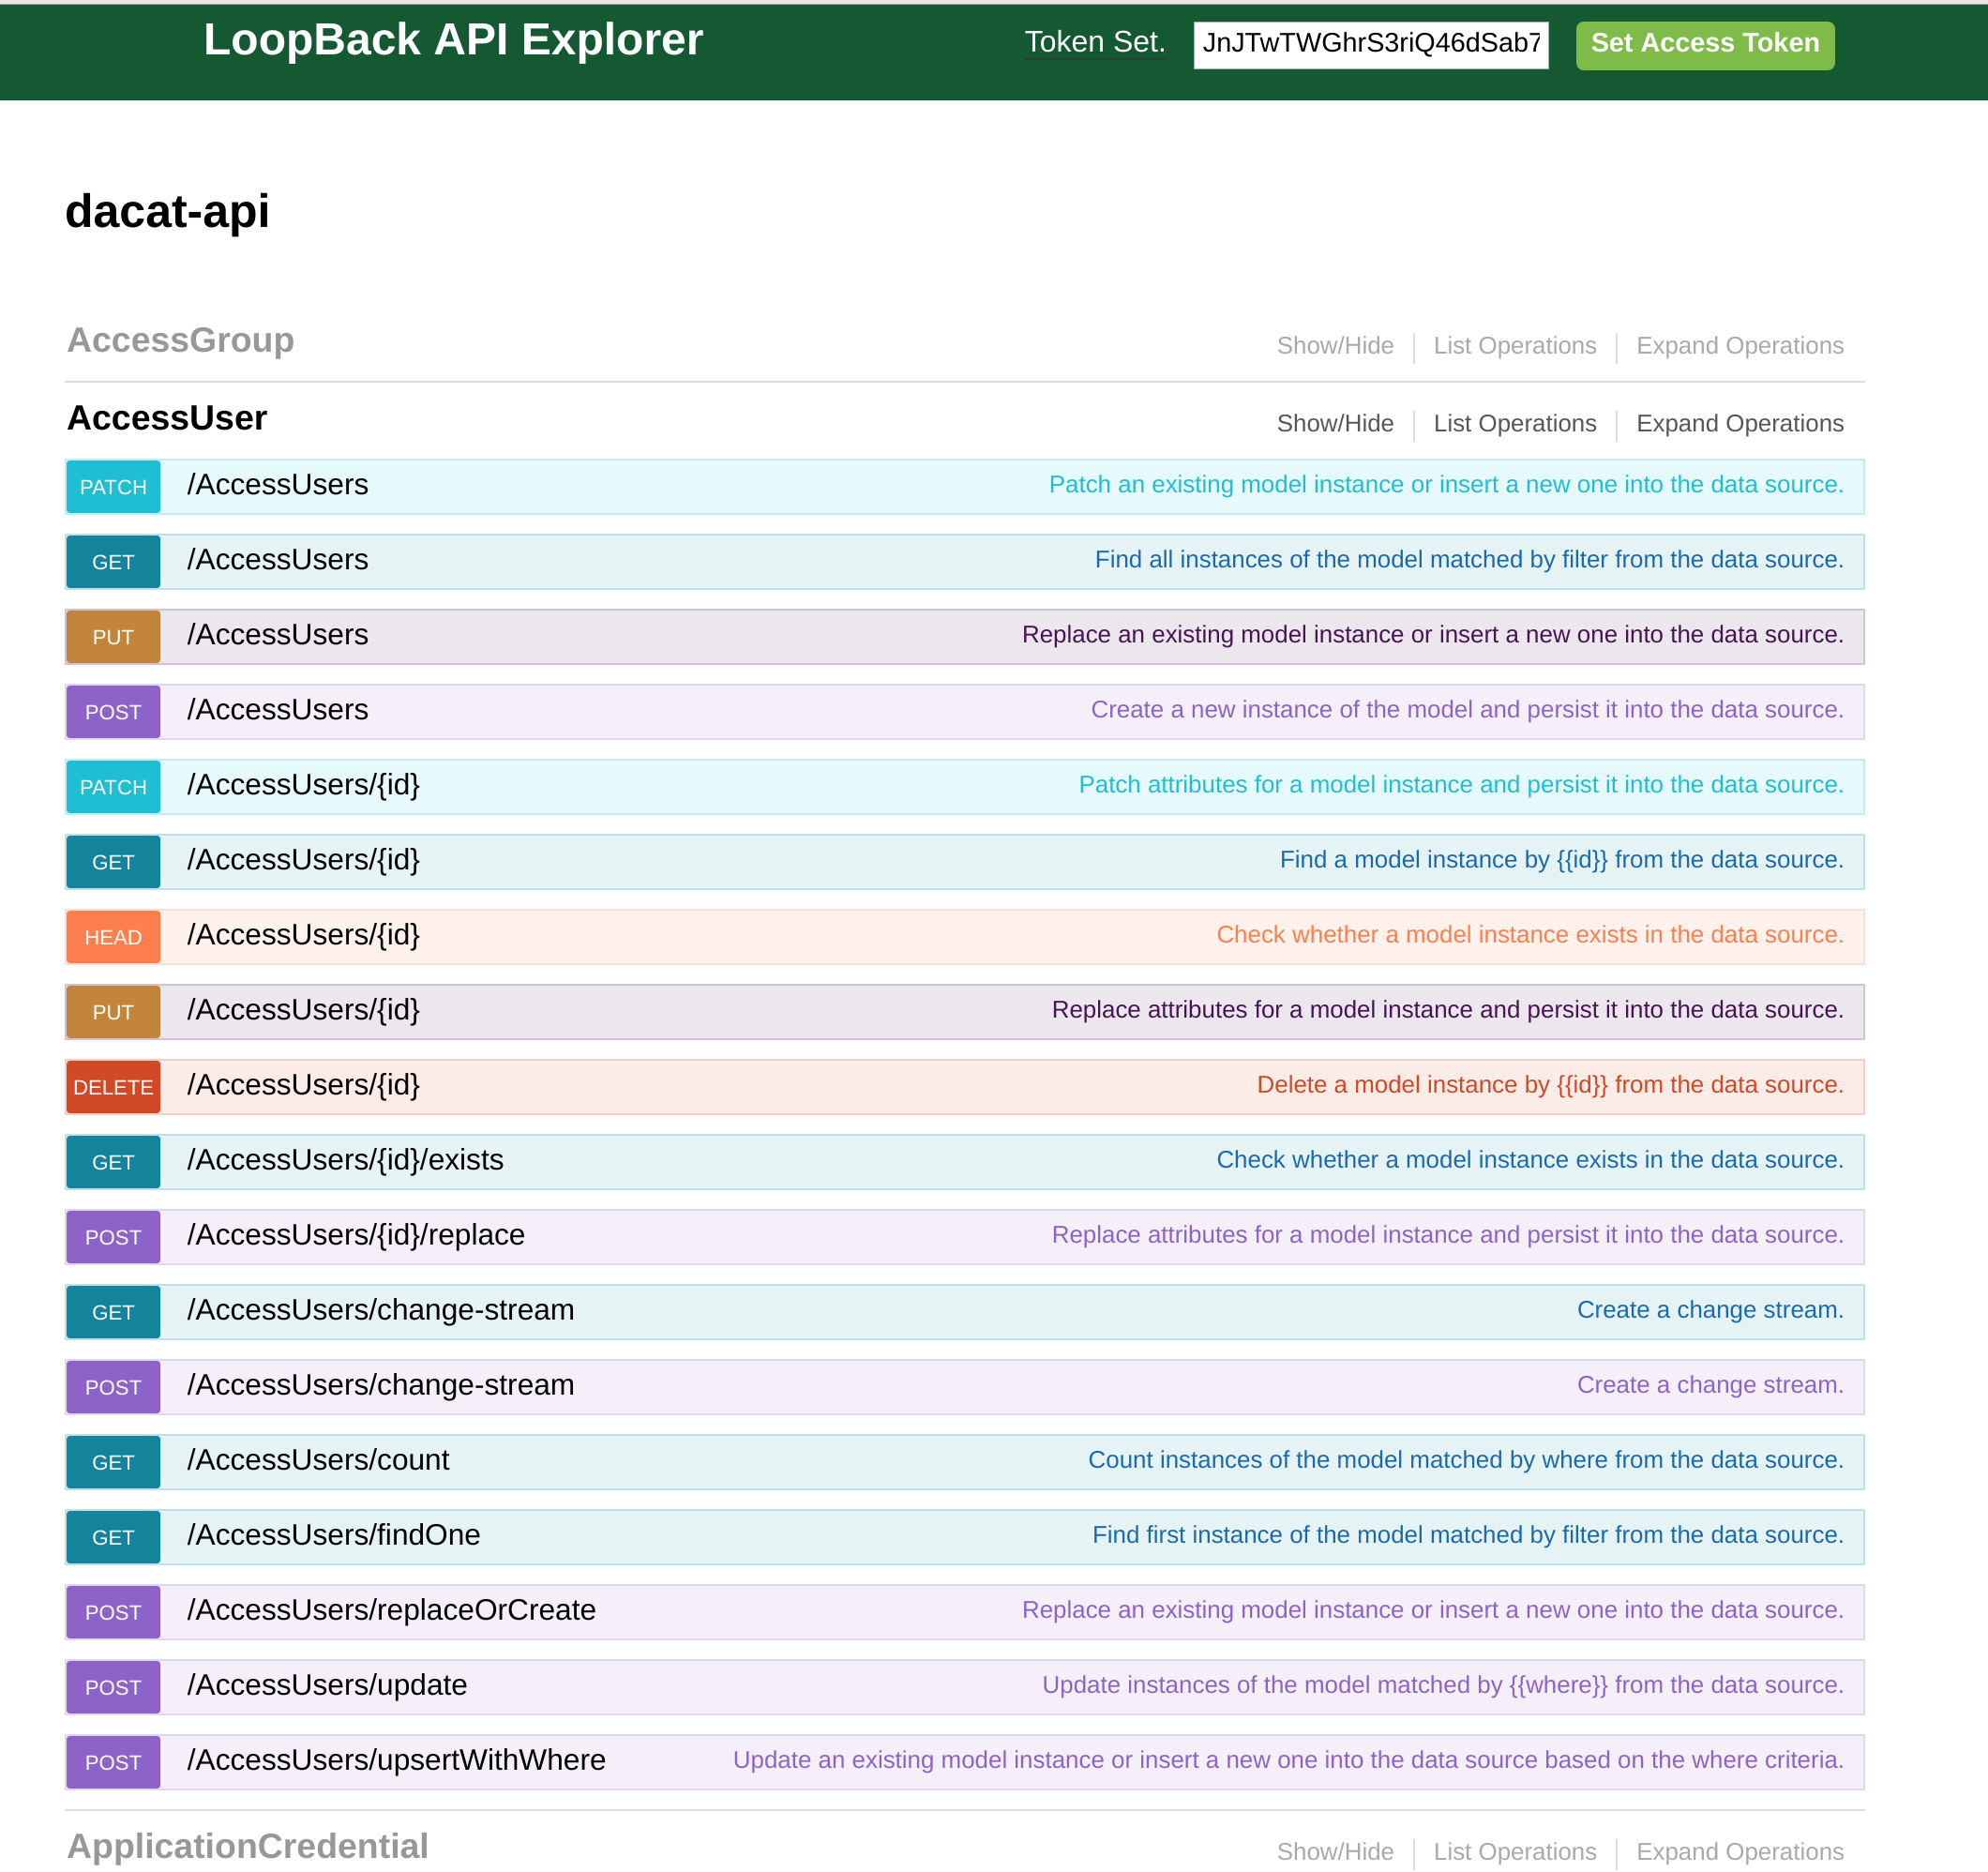 LoopBack API Explorer Token Set. JnJTwTWGhrS3riQ46dSab7 Set Access Token
dacat-api
AccessGroup Show/Hide List Operations Expand Operations
AccessUser Show/Hide List Operations Expand Operations
PATCH /AccessUsers Patch an existing model instance or insert a new one into the data source.
GET /AccessUsers Find all instances of the model matched by filter from the data source.
PUT /AccessUsers Replace an existing model instance or insert a new one into the data source.
POST /AccessUsers Create a new instance of the model and persist it into the data source.
PATCH /AccessUsers/{id} Patch attributes for a model instance and persist it into the data source.
GET /AccessUsers/{id} Find a model instance by {{id}} from the data source.
HEAD /AccessUsers/{id} Check whether a model instance exists in the data source.
PUT /AccessUsers/{id} Replace attributes for a model instance and persist it into the data source.
DELETE /AccessUsers/{id} Delete a model instance by {{id}} from the data source.
GET /AccessUsers/{id}/exists Check whether a model instance exists in the data source.
POST /AccessUsers/{id}/replace Replace attributes for a model instance and persist it into the data source.
GET /AccessUsers/change-stream Create a change stream.
POST /AccessUsers/change-stream Create a change stream.
GET /AccessUsers/count Count instances of the model matched by where from the data source.
GET /AccessUsers/findOne Find first instance of the model matched by filter from the data source.
POST /AccessUsers/replaceOrCreate Replace an existing model instance or insert a new one into the data source.
POST /AccessUsers/update Update instances of the model matched by {{where}} from the data source.
POST /AccessUsers/upsertWithWhere Update an existing model instance or insert a new one into the data source based on the where criteria.
ApplicationCredential Show/Hide List Operations Expand Operations